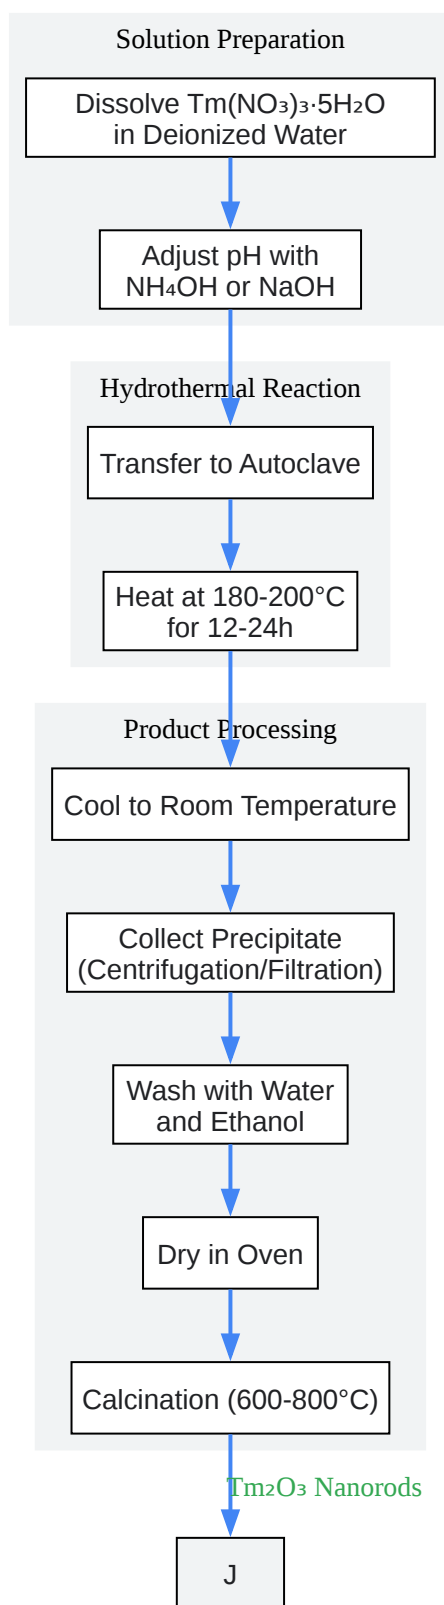 Solution Preparation
Dissolve Tm(NO₃)₃·5H₂O
in Deionized Water
Adjust pH with
NH₄OH or NaOH
Hydrothermal Reaction
Transfer to Autoclave
Heat at 180-200°C
for 12-24h
Product Processing
Cool to Room Temperature
Collect Precipitate
(Centrifugation/Filtration)
Wash with Water
and Ethanol
Dry in Oven
Calcination (600-800°C)
Tm₂O₃ Nanorods
J